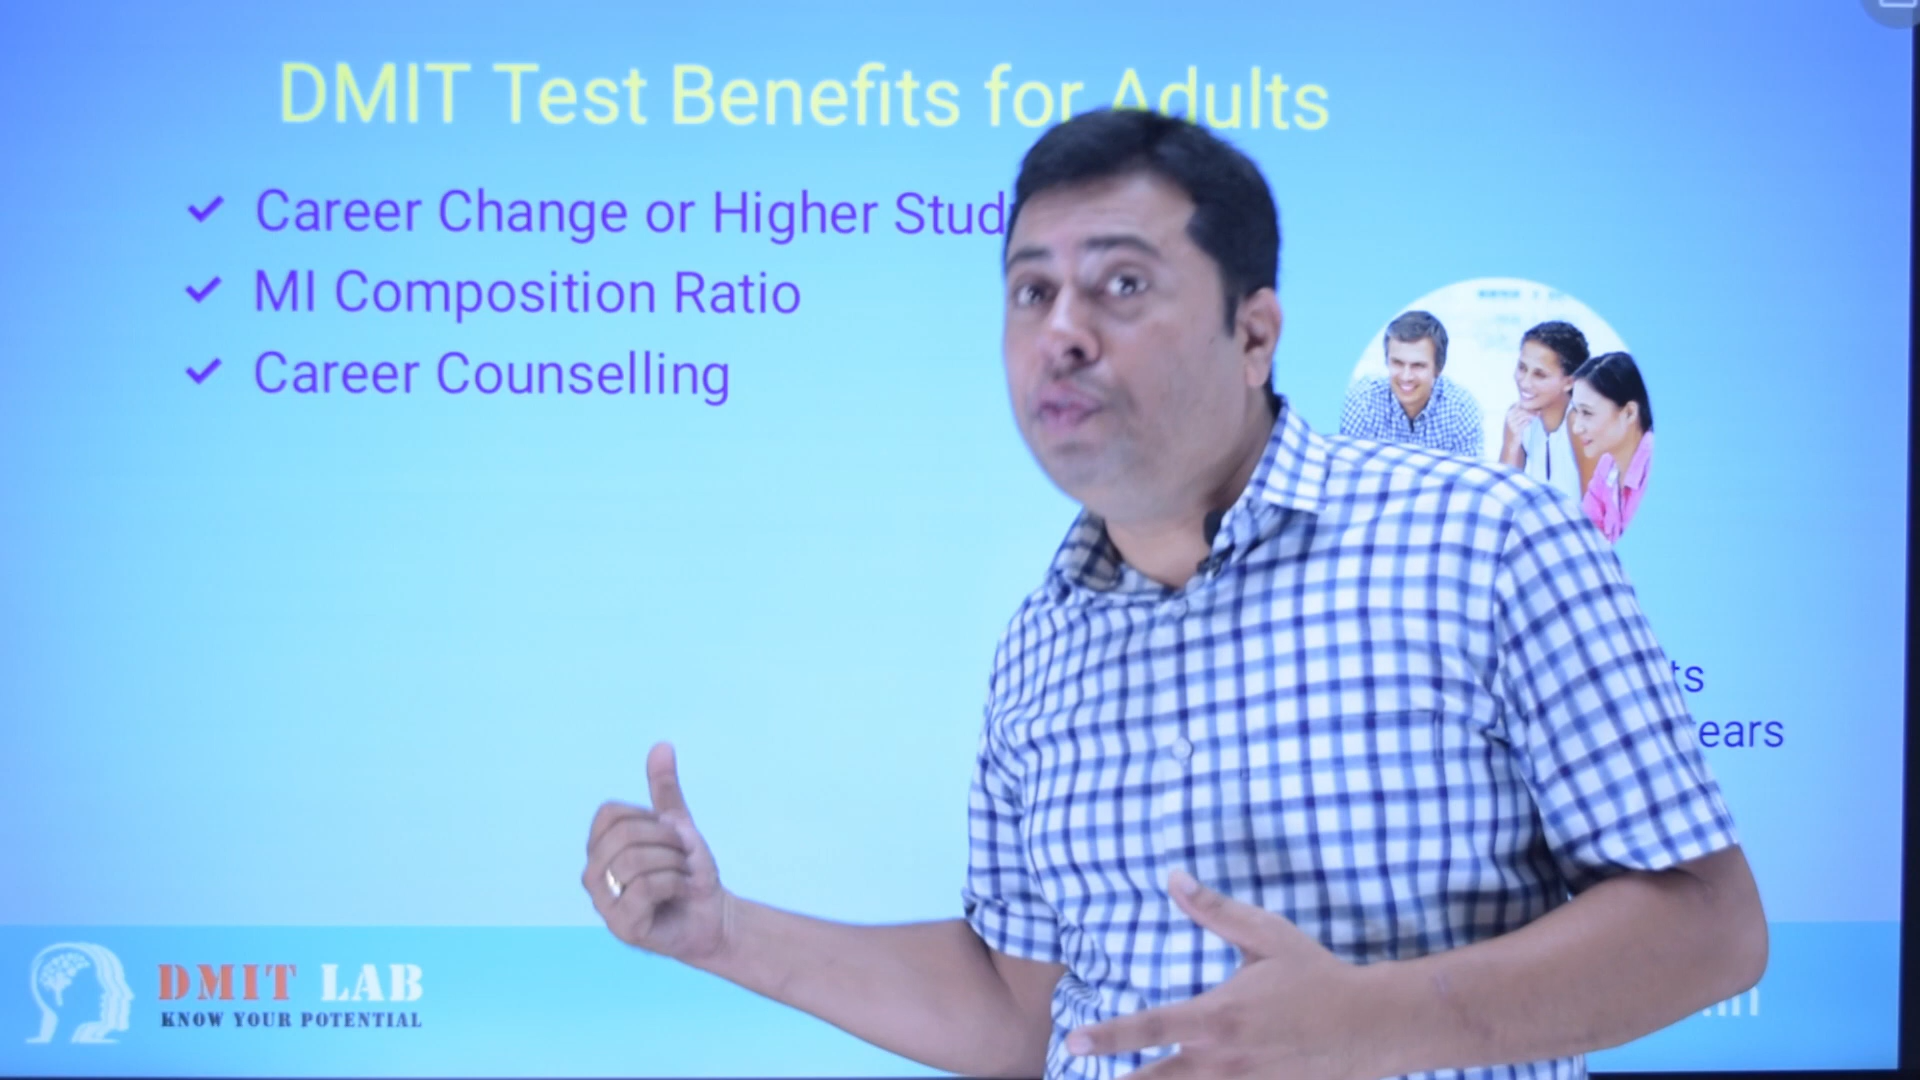 DMIT Test Benefits for Adults
Career Change or Higher Stud
MI Composition Ratio
Career Counselling
ts
ears
DMIT LAB
KNOW YOUR POTENTIAL